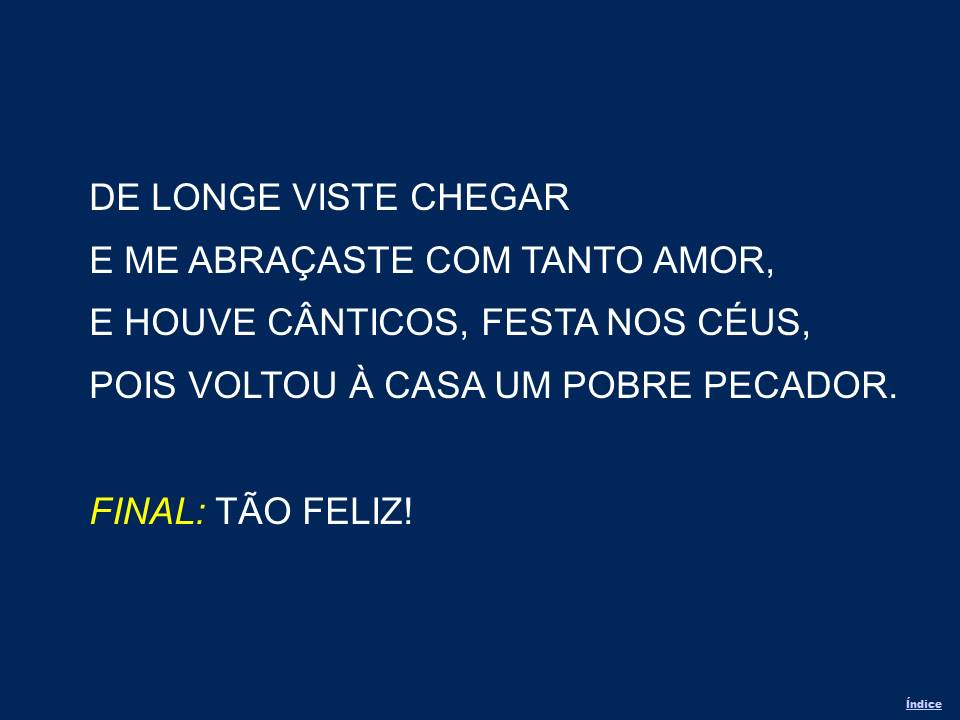 DE LONGE VISTE CHEGAR
E ME ABRAÇASTE COM TANTO AMOR,
E HOUVE CÂNTICOS, FESTA NOS CÉUS,
POIS VOLTOU À CASA UM POBRE PECADOR.
FINAL: TÃO FELIZ!
Índice